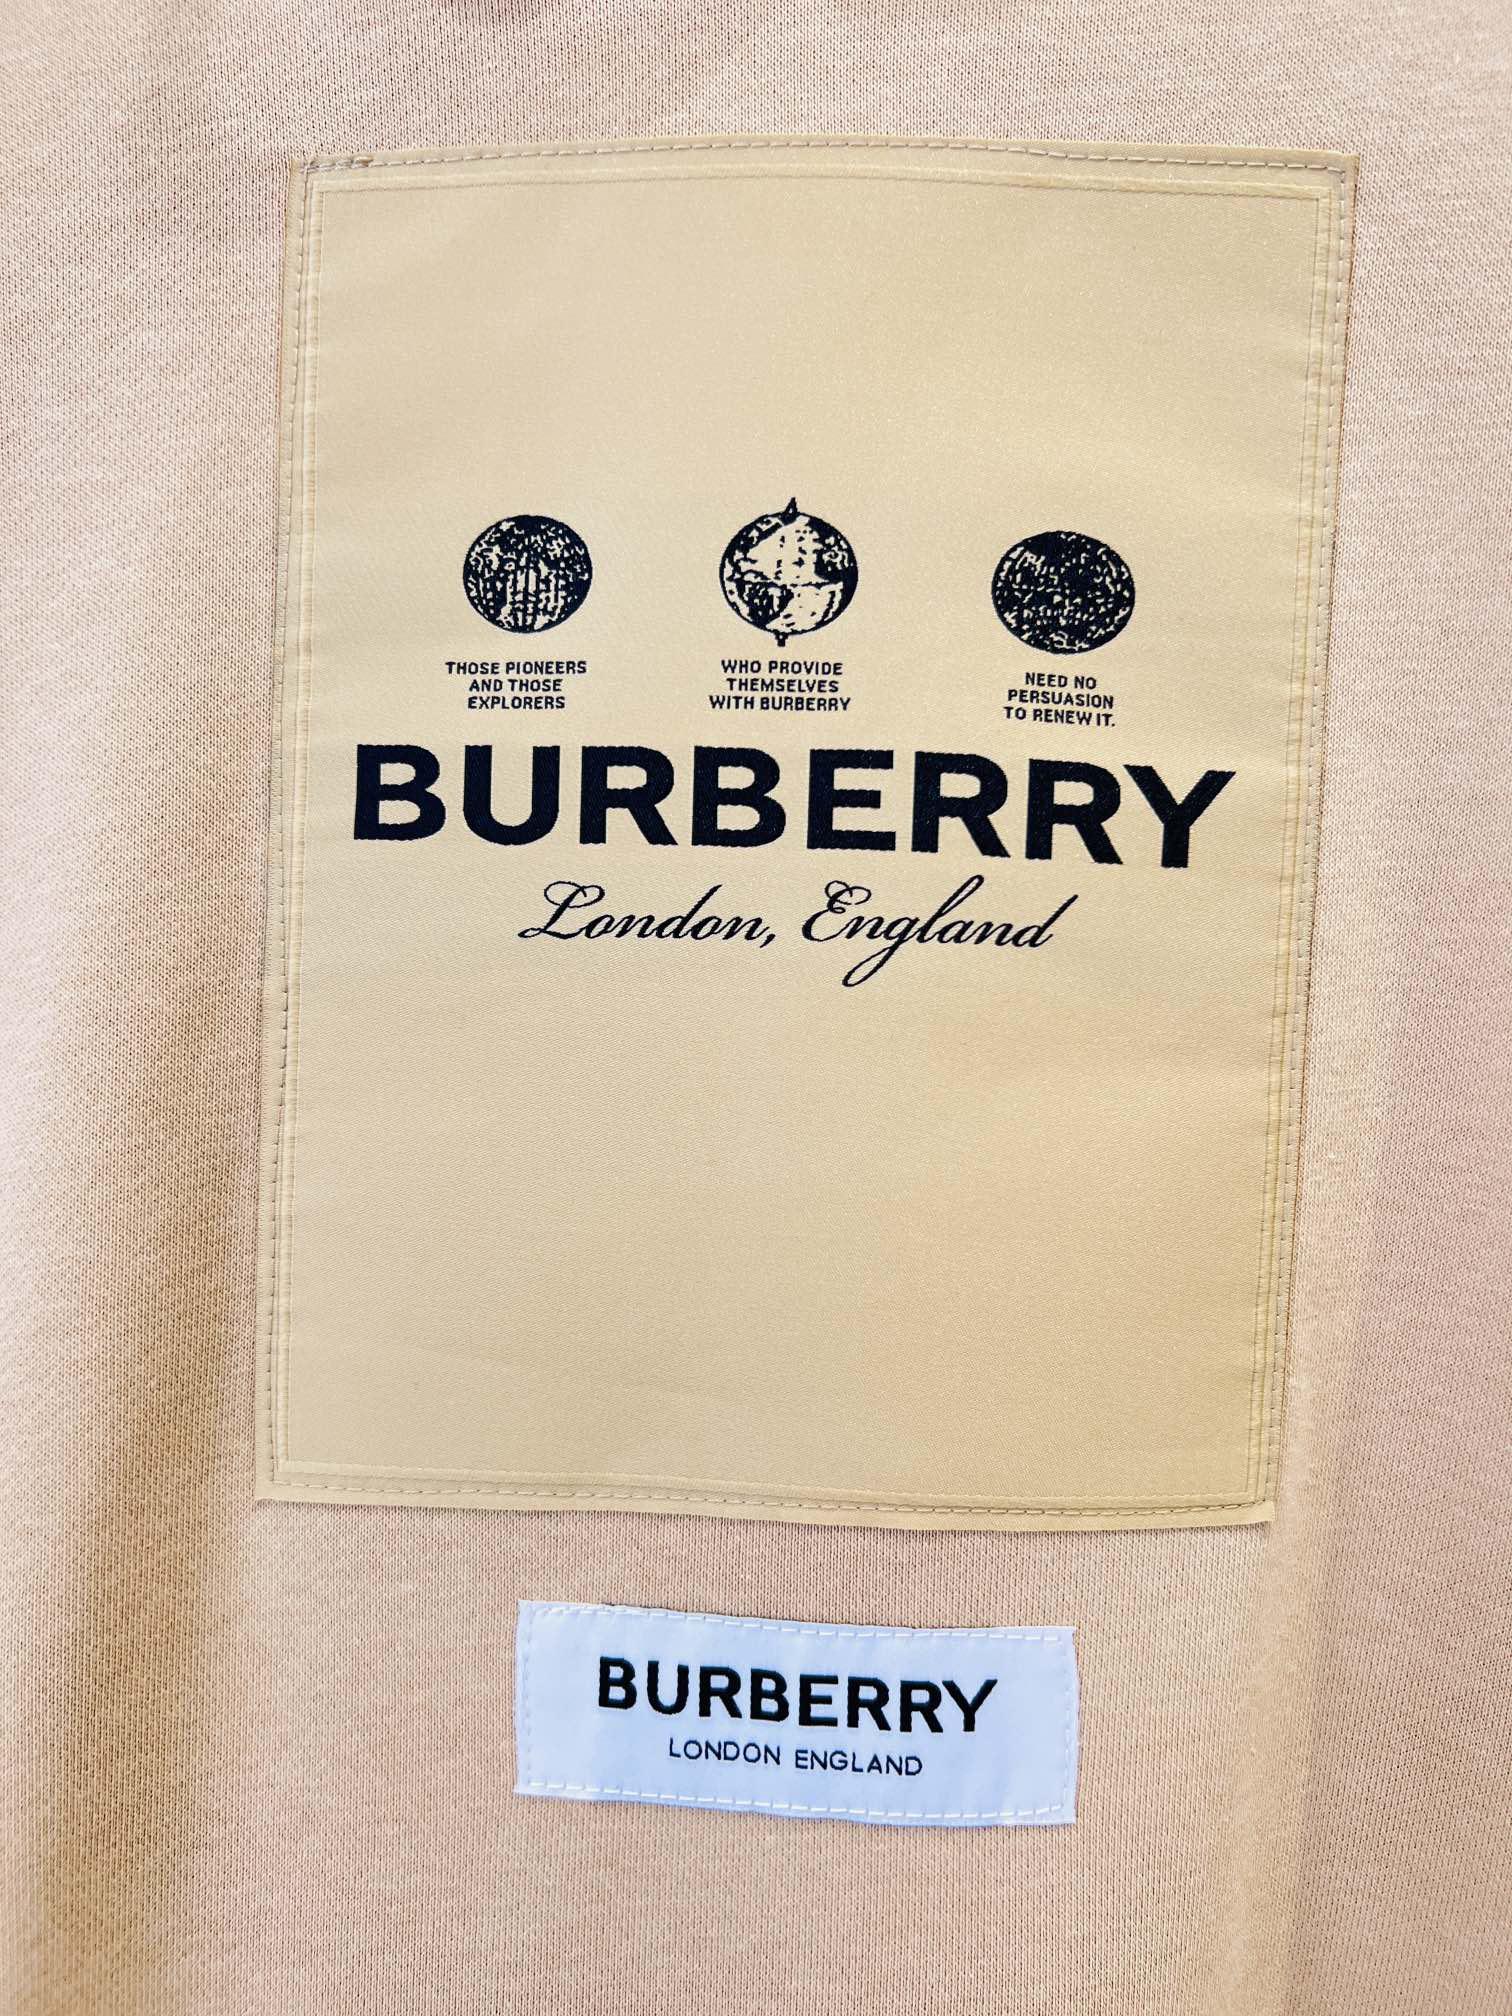 THOSE PIONEERS
AND THOSE
EXPLORERS
WHO PROVIDE
THEMSELVES
WITH BURBERRY
NEED NO
PERSUASION
TO RENEW IT.
BURBERRY
London, England
BURBERRY
LONDON ENGLAND